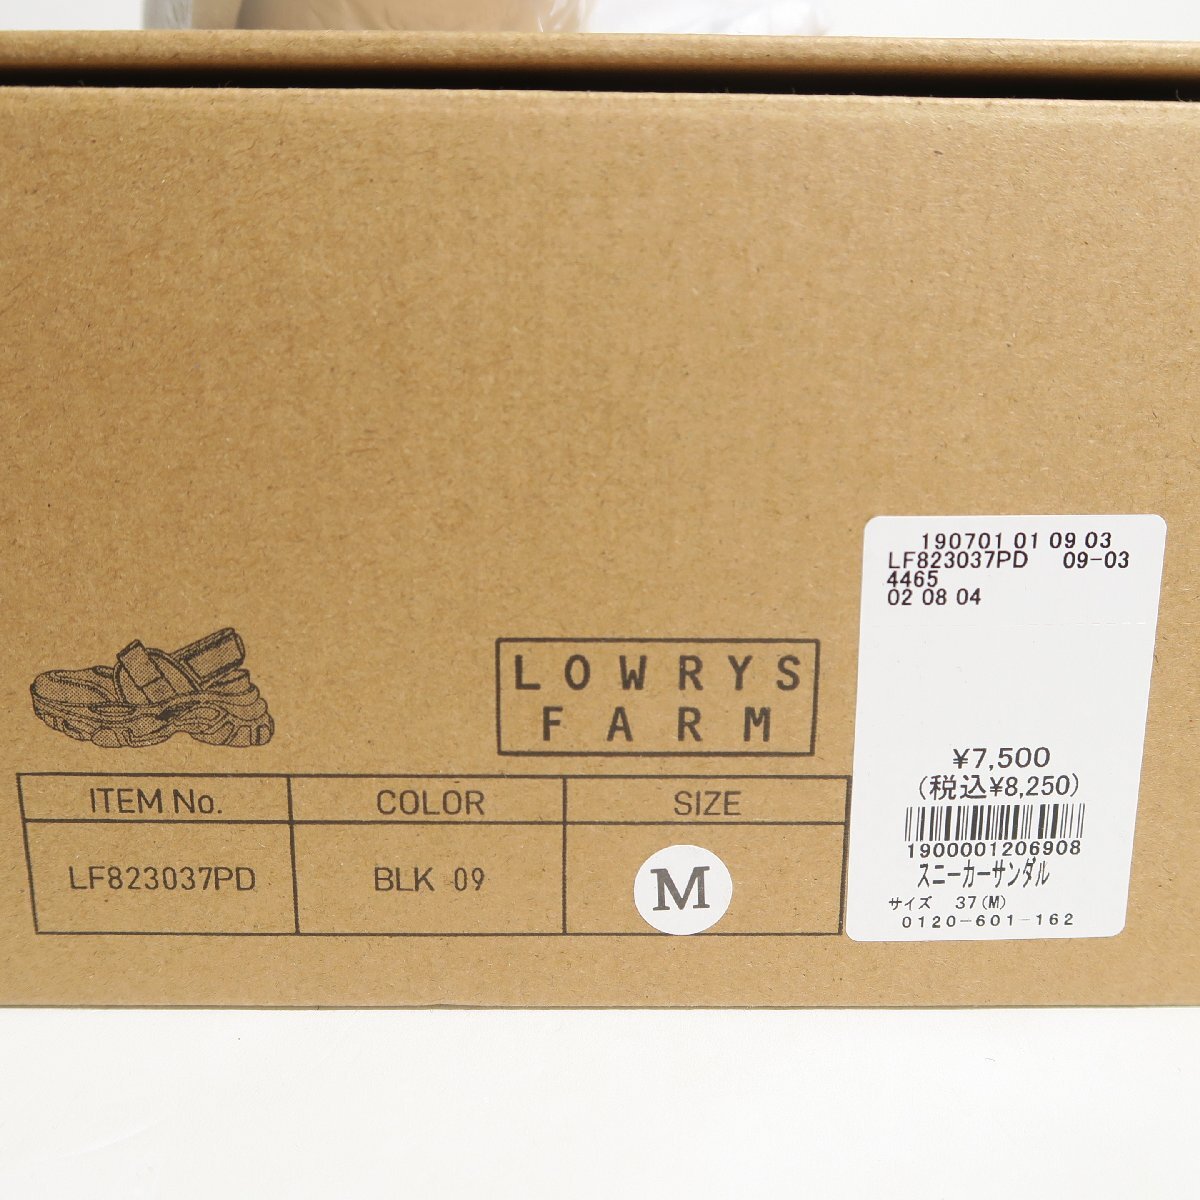 LOWRYS
FARM
ITEM No. COLOR SIZE
LF823037PD BLK 09 M
190701 01 09 03
LF823037PD 09-03
4465
02 08 04
¥7,500
(税込¥8,250)
1900001206908
スニーカーサンダル
サイズ 37(M)
0120-601-162